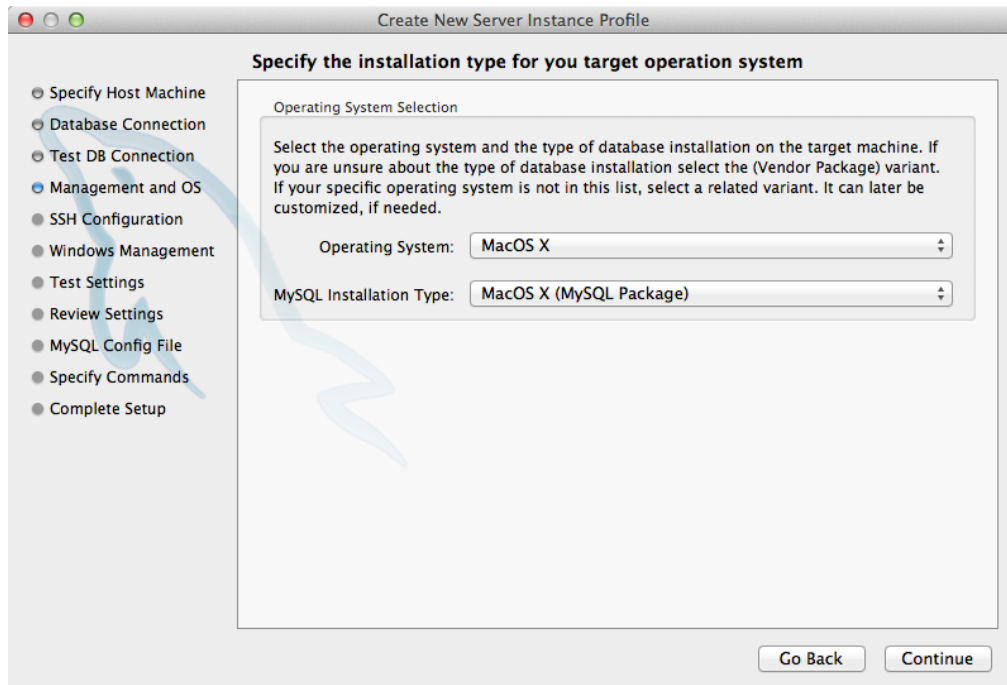 Create New Server Instance Profile
Specify the installation type for you target operation system
Specify Host Machine
Database Connection
Test DB Connection
Management and OS
SSH Configuration
Windows Management
Test Settings
Review Settings
MySQL Config File
Specify Commands
Complete Setup
Operating System Selection
Select the operating system and the type of database installation on the target machine. If
you are unsure about the type of database installation select the (Vendor Package) variant.
If your specific operating system is not in this list, select a related variant. It can later be
customized, if needed.
Operating System: MacOS X
MySQL Installation Type: MacOS X (MySQL Package)
Go Back Continue